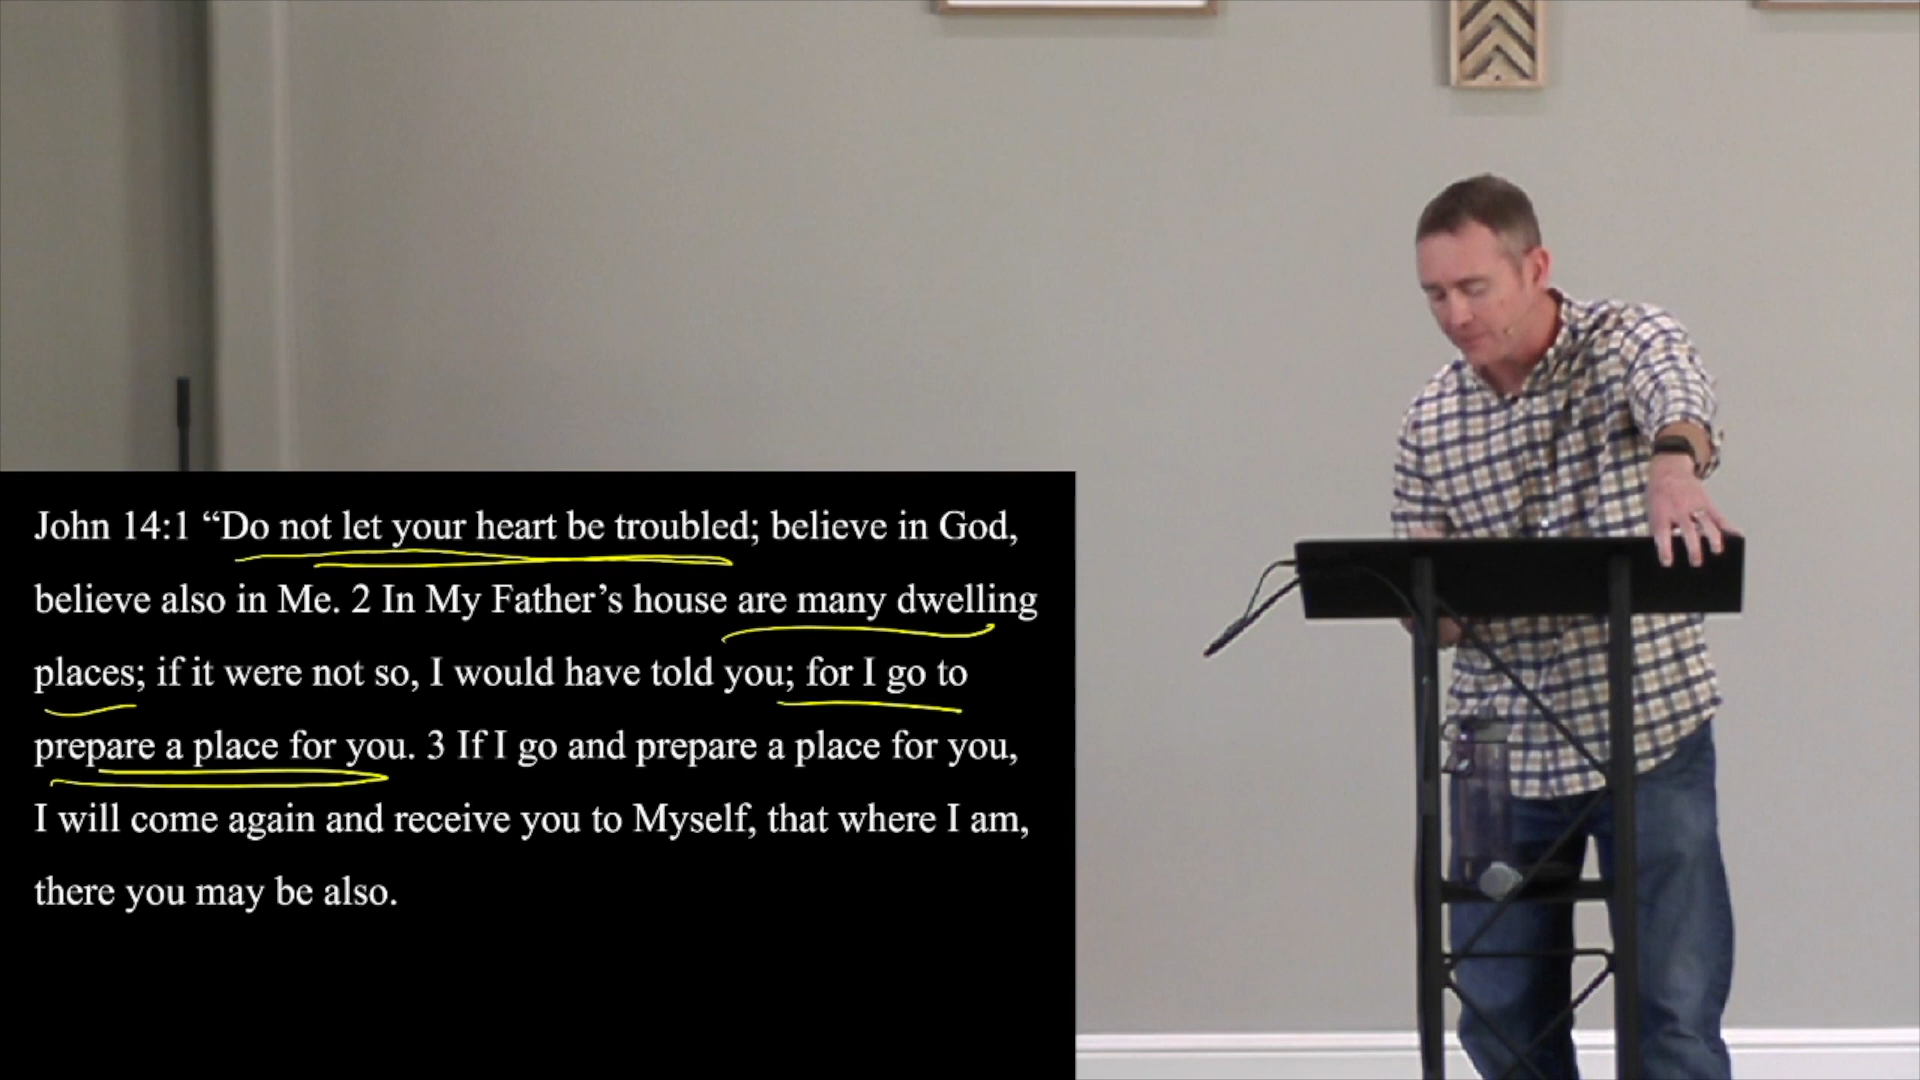 John 14:1 “Do not let your heart be troubled; believe in God,
believe also in Me. 2 In My Father’s house are many dwelling
places; if it were not so, I would have told you; for I go to
prepare a place for you. 3 If I go and prepare a place for you,
I will come again and receive you to Myself, that where I am,
there you may be also.